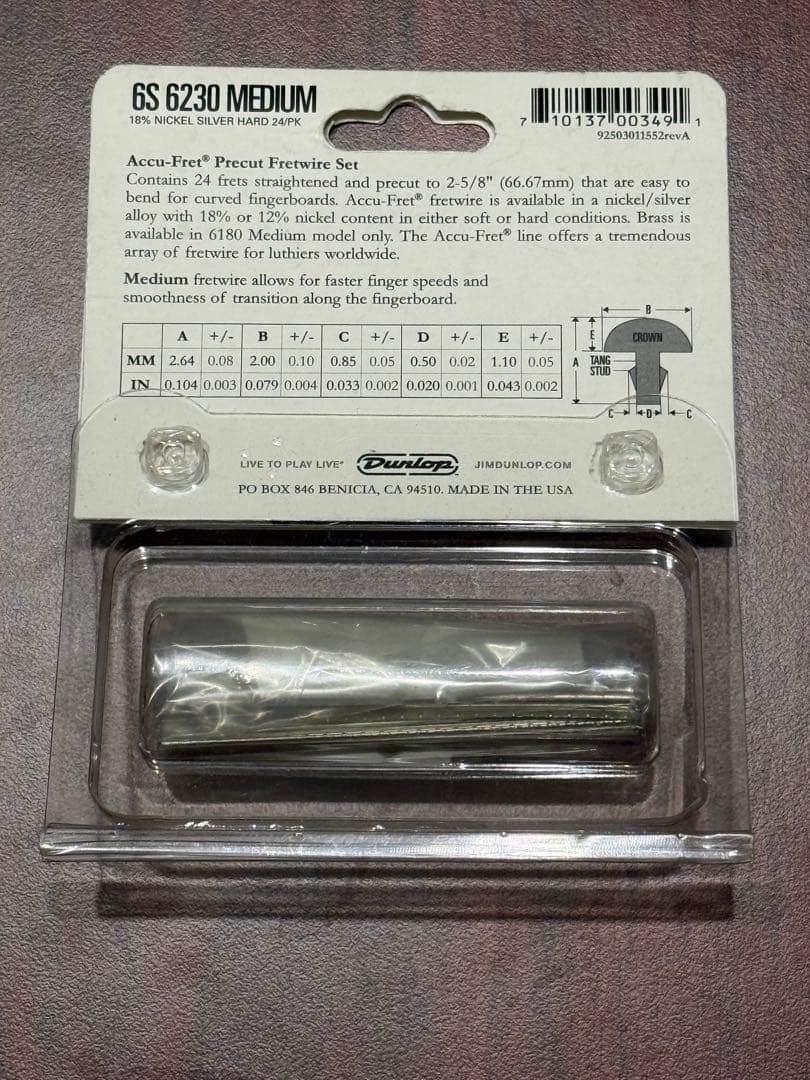 6S 6230 MEDIUM
18% NICKEL SILVER HARD 24/PK
7 10137 00349 1
92503011552revA
Accu-Fret® Precut Fretwire Set
Contains 24 frets straightened and precut to 2-5/8" (66.67mm) that are easy to
bend for curved fingerboards. Accu-Fret® fretwire is available in a nickel/silver
alloy with 18% or 12% nickel content in either soft or hard conditions. Brass is
available in 6180 Medium model only. The Accu-Fret® line offers a tremendous
array of fretwire for luthiers worldwide.
Medium fretwire allows for faster finger speeds and
smoothness of transition along the fingerboard.
A +/- B +/- C +/- D +/- E +/-
MM 2.64 0.08 2.00 0.10 0.85 0.05 0.50 0.02 1.10 0.05
IN 0.104 0.003 0.079 0.004 0.033 0.002 0.020 0.001 0.043 0.002
B
E
CROWN
A
TANG
STUD
C D C
LIVE TO PLAY LIVE® Dunlop JIMDUNLOP.COM
PO BOX 846 BENICIA, CA 94510. MADE IN THE USA